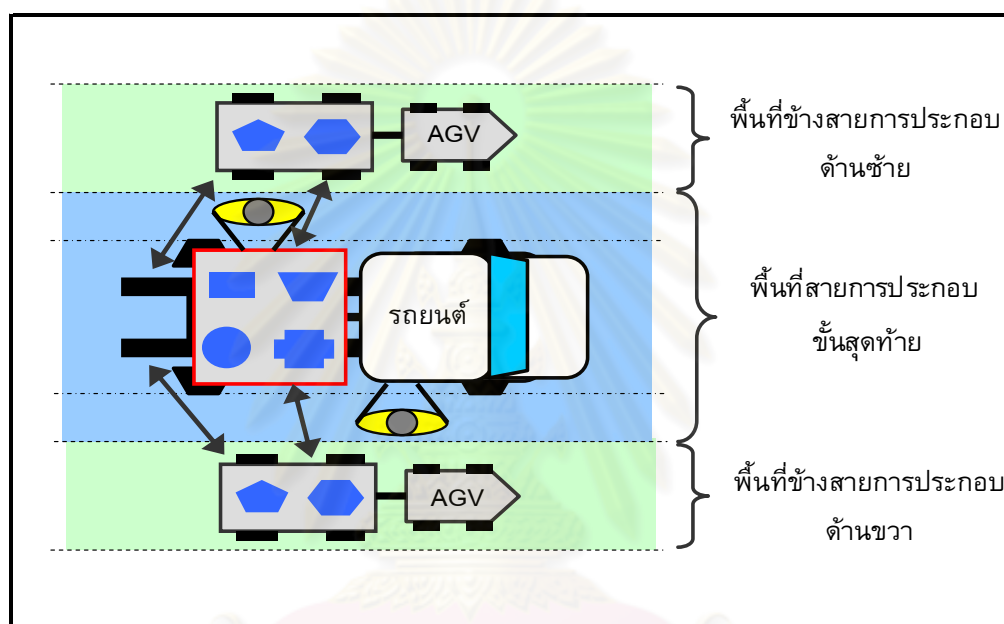 AGV
พื้นที่ข้างสายการประกอบ
ด้านซ้าย
รถยนต์
พื้นที่สายการประกอบ
ขั้นสุดท้าย
AGV
พื้นที่ข้างสายการประกอบ
ด้านขวา